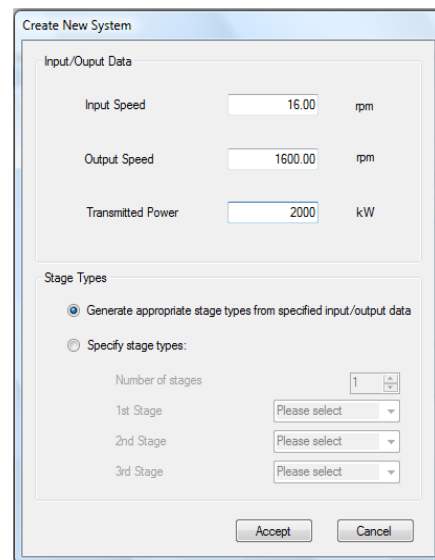 Create New System
Input/Ouput Data
Input Speed 16.00 rpm
Output Speed 1600.00 rpm
Transmitted Power 2000 kW
Stage Types
Generate appropriate stage types from specified input/output data
Specify stage types:
Number of stages 1
1st Stage Please select
2nd Stage Please select
3rd Stage Please select
Accept Cancel